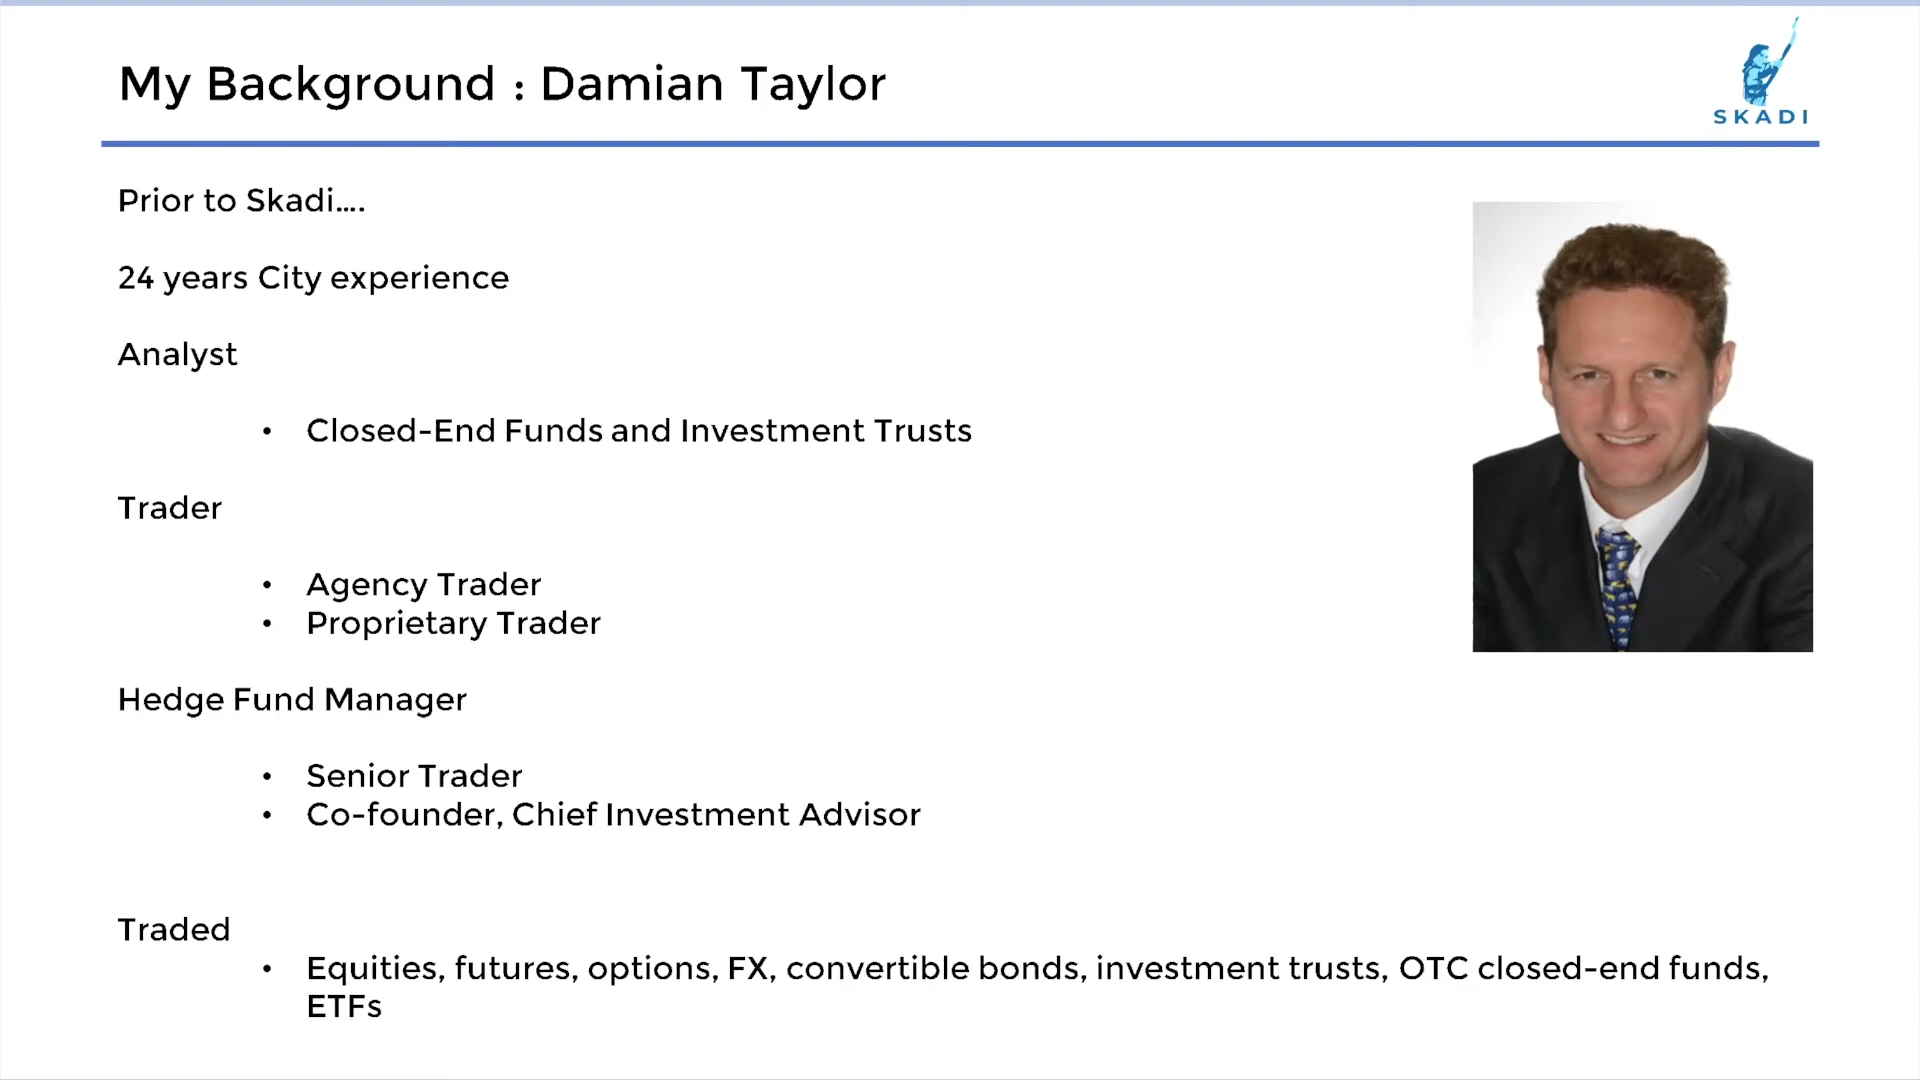 My Background : Damian Taylor
SKADI
Prior to Skadi....
24 years City experience
Analyst
• Closed-End Funds and Investment Trusts
Trader
• Agency Trader
• Proprietary Trader
Hedge Fund Manager
• Senior Trader
• Co-founder, Chief Investment Advisor
Traded
• Equities, futures, options, FX, convertible bonds, investment trusts, OTC closed-end funds,
ETFs